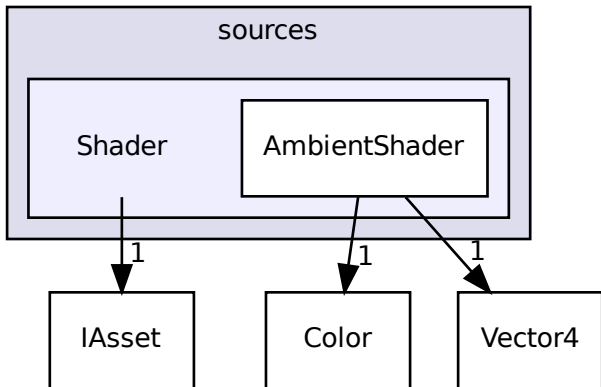 sources
Shader
AmbientShader
1
1
1
IAsset
Color
Vector4